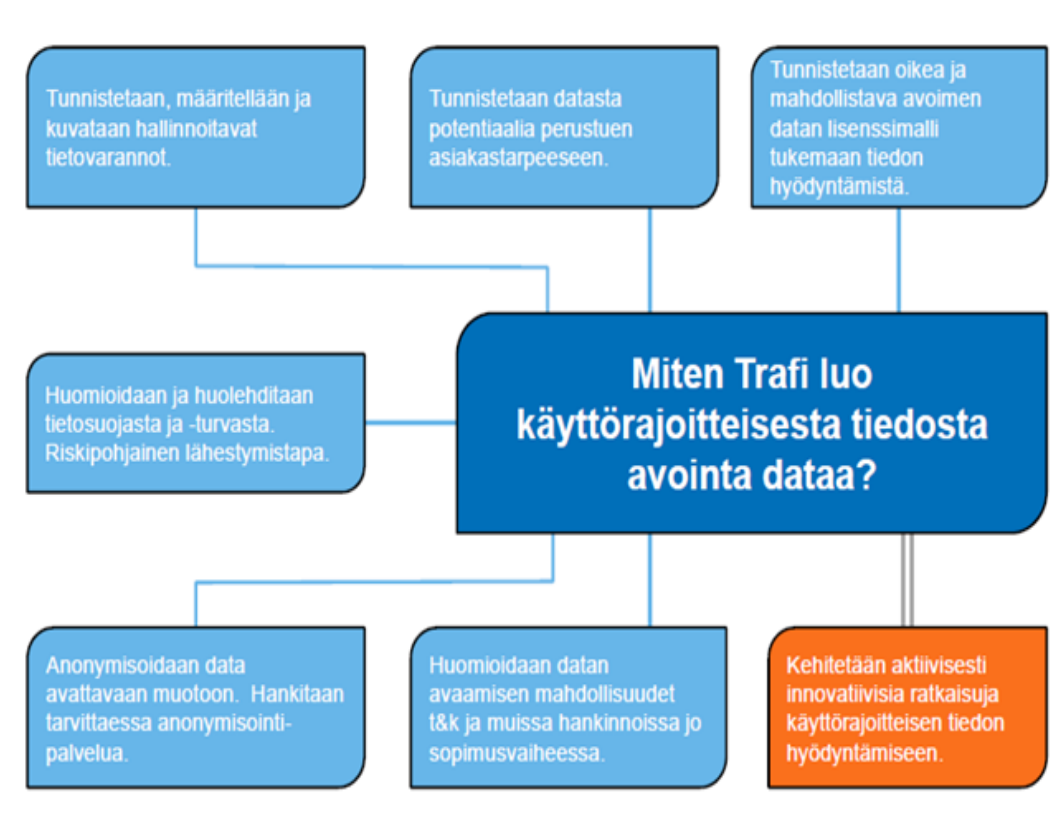 Tunnistetaan, määritellään ja
kuvataan hallinnoitavat
tietovarannot.
Tunnistetaan datasta
potentiaalia perustuen
asiakastarpeeseen.
Tunnistetaan oikea ja
mahdollistava avoimen
datan lisenssimalli
tukemaan tiedon
hyödyntämistä.
Huomioidaan ja huolehditaan
tietosuojasta ja -turvasta.
Riskipohjainen lähestymistapa.
Miten Trafi luo
käyttörajoitteisesta tiedosta
avointa dataa?
Anonymisoidaan data
avattavaan muotoon.  Hankitaan
tarvittaessa anonymisointi-
palvelua.
Huomioidaan datan
avaamisen mahdollisuudet
t&k ja muissa hankinnoissa jo
sopimusvaiheessa.
Kehitetään aktiivisesti
innovatiivisia ratkaisuja
käyttörajoitteisen tiedon
hyödyntämiseen.